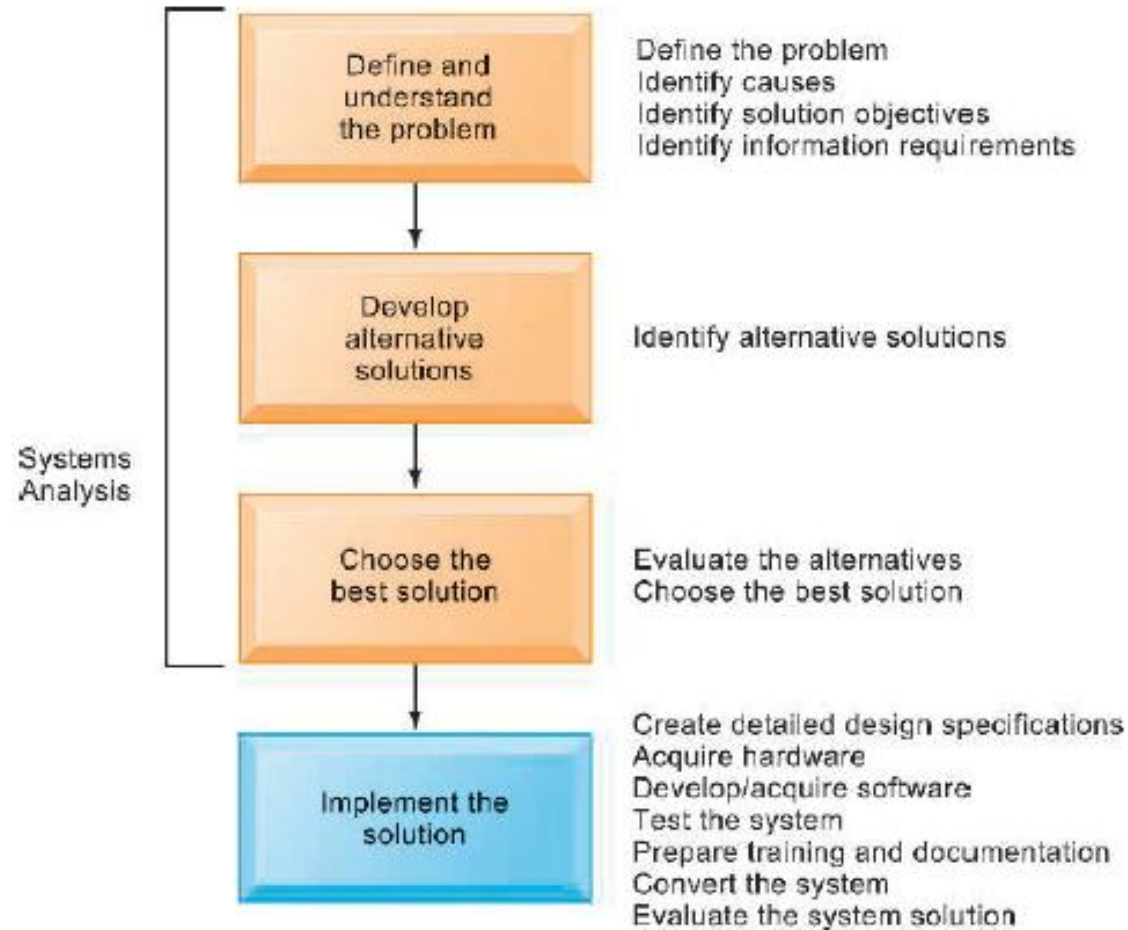 Define and
understand
the problem
Define the problem
Identify causes
Identify solution objectives
Identify information requirements
Develop
alternative
solutions
Identify alternative solutions
Systems
Analysis
Choose the
best solution
Evaluate the alternatives
Choose the best solution
Implement the
solution
Create detailed design specifications
Acquire hardware
Develop/acquire software
Test the system
Prepare training and documentation
Convert the system
Evaluate the system solution